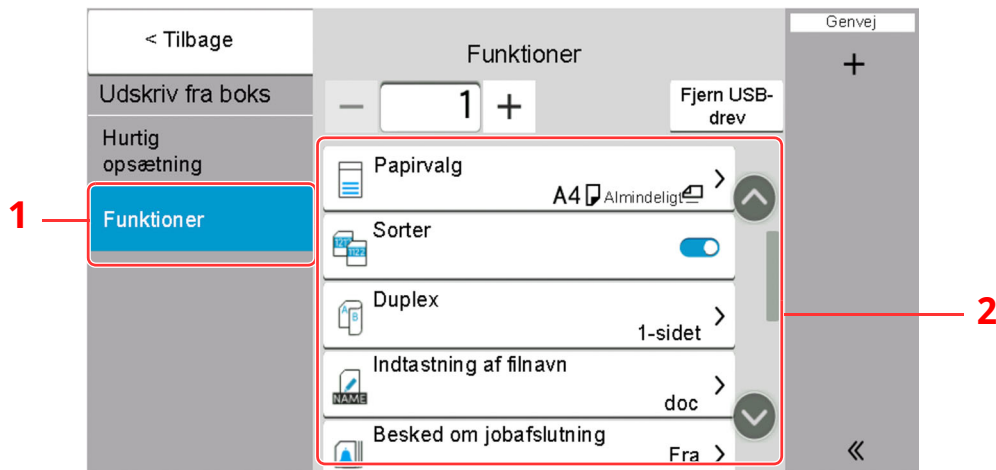 < Tilbage
Udskriv fra boks
Hurtig
opsætning
Funktioner
1
Funktioner
1
Fjern USB-
drev
Papirvalg
A4 Almindeligt
Sorter
Duplex
1-sidet
Indtastning af filnavn
NAME
doc
Besked om jobafslutning
Fra
2
Genvej